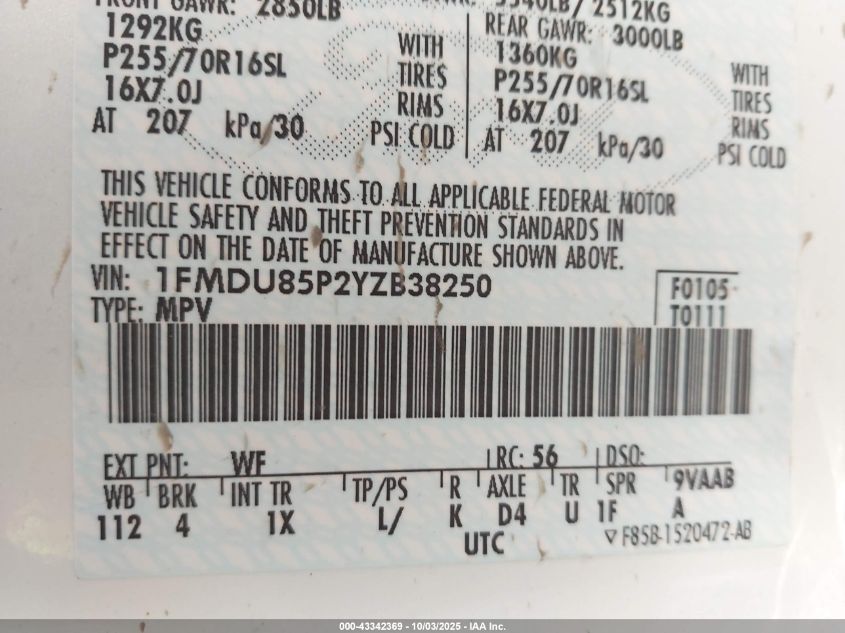 FRONT GAWR: 2850LB
1292KG
P255/70R16SL
16X7.0J
AT 207 kPa/30
WITH
TIRES
RIMS
PSI COLD
5540LB/ 2512KG
REAR GAWR: 3000LB
1360KG
P255/70R16SL
16X7.0J
AT 207 kPa/30
WITH
TIRES
RIMS
PSI COLD
THIS VEHICLE CONFORMS TO ALL APPLICABLE FEDERAL MOTOR
VEHICLE SAFETY AND THEFT PREVENTION STANDARDS IN
EFFECT ON THE DATE OF MANUFACTURE SHOWN ABOVE.
VIN: 1FMDU85P2YZB38250
TYPE: MPV
F0105
T0111
EXT PNT: WF RC: 56 DSO:
WB BRK INT TR TP/PS R AXLE TR SPR 9VAAB
112 4 1X L/ K D4 U 1F A
UTC ▽F85B-1520472-AB
000-43342369 - 10/03/2025 - IAA Inc.